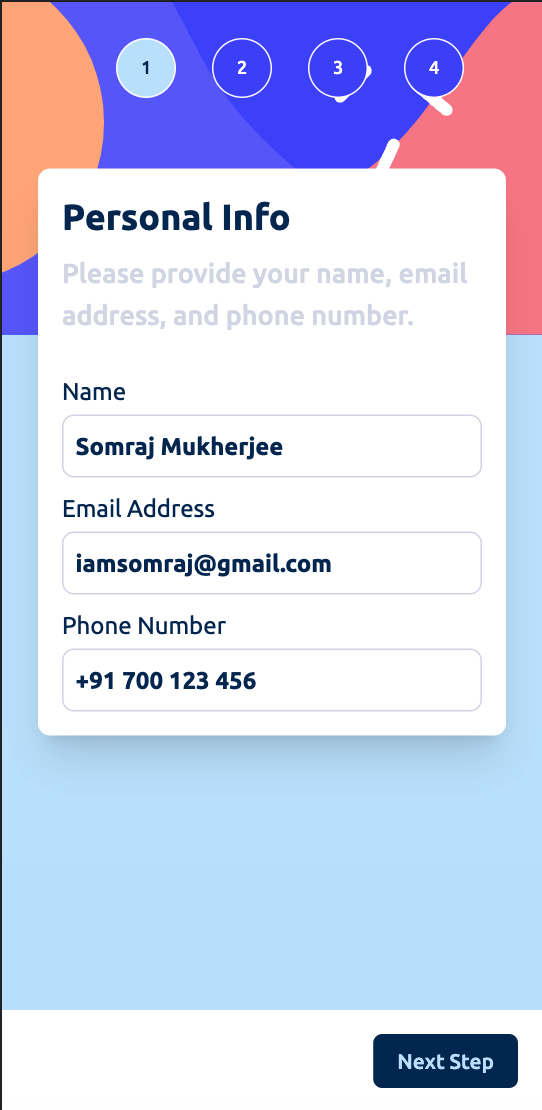 1 2 3 4
Personal Info
Please provide your name, email
address, and phone number.
Name
Somraj Mukherjee
Email Address
iamsomraj@gmail.com
Phone Number
+91 700 123 456
Next Step